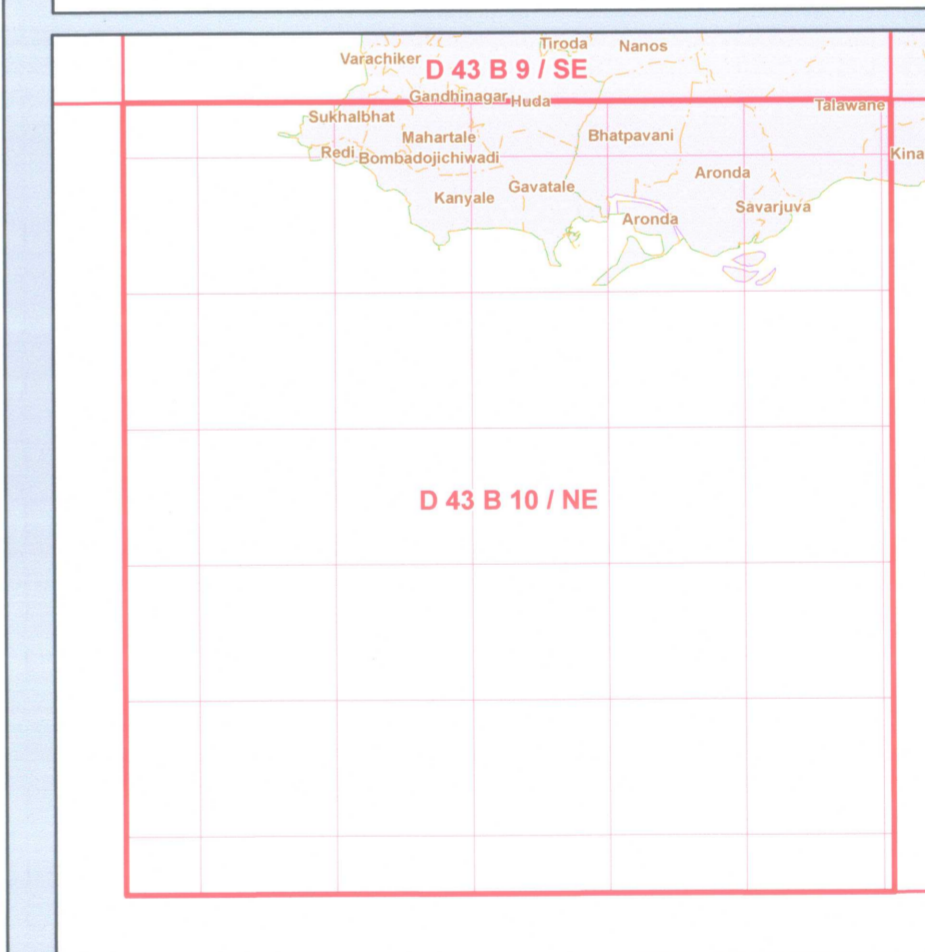 Tiroda
Nanos
Varachiker
D 43 B 9 / SE
Gandhinagar
Huda
Talawane
Sukhalbhat
Mahartale
Bhatpavani
Redi
Bombadojichiwadi
Kina
Aronda
Gavatale
Kanyale
Savarjuva
Aronda
D 43 B 10 / NE